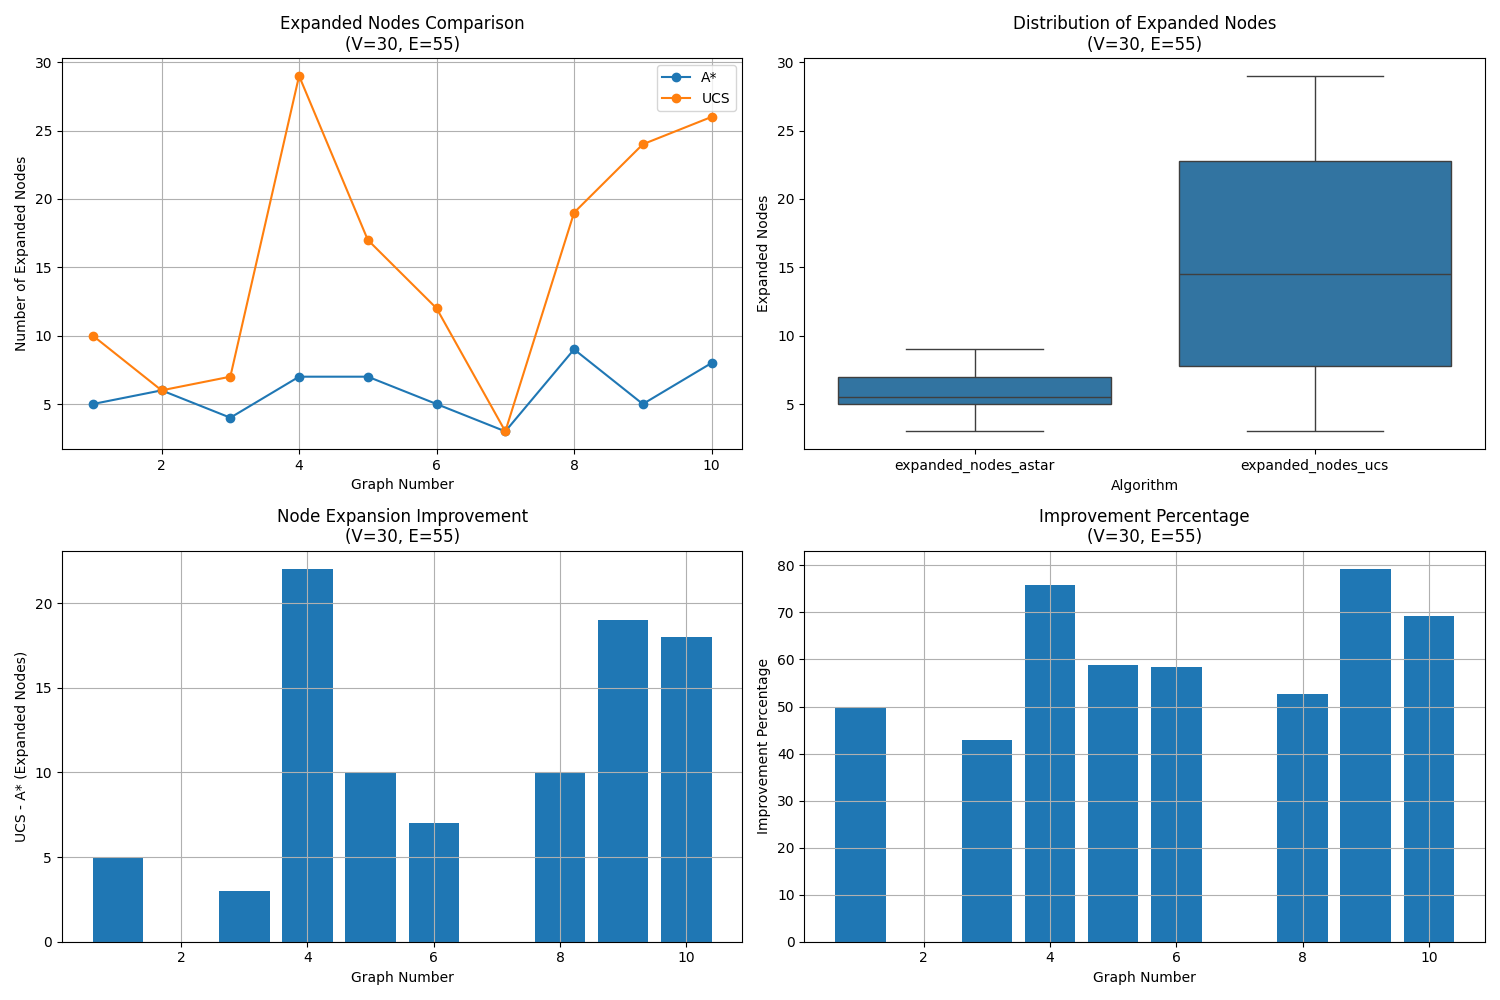 Expanded Nodes Comparison
(V=30, E=55)
Number of Expanded Nodes
30
25
20
15
10
5
A*
UCS
2 4 6 8 10
Graph Number
Distribution of Expanded Nodes
(V=30, E=55)
Expanded Nodes
30
25
20
15
10
5
expanded_nodes_astar expanded_nodes_ucs
Algorithm
Node Expansion Improvement
(V=30, E=55)
UCS - A* (Expanded Nodes)
20
15
10
5
0
2 4 6 8 10
Graph Number
Improvement Percentage
(V=30, E=55)
Improvement Percentage
80
70
60
50
40
30
20
10
0
2 4 6 8 10
Graph Number